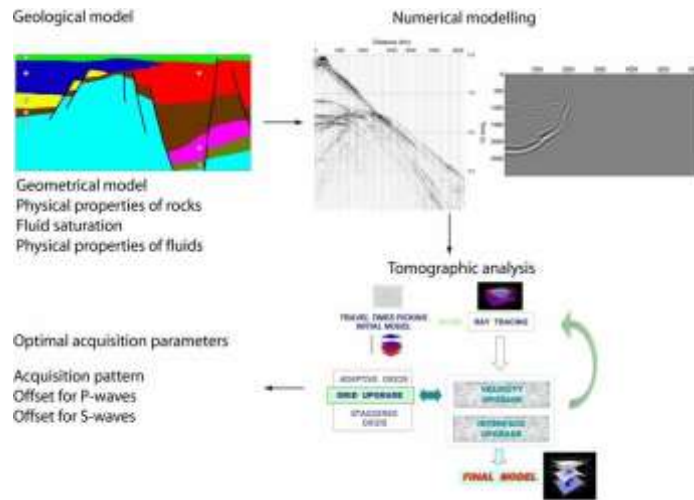 Geological model
Numerical modelling
Geometrical model
Physical properties of rocks
Fluid saturation
Physical properties of fluids
Tomographic analysis
TRAVEL TIMES PICKING
INITIAL MODEL
RAY TRACING
Optimal acquisition parameters
Acquisition pattern
Offset for P-waves
Offset for S-waves
ADAPTIVE GRIDS
GRID UPGRADE
STAGGERED
GRIDS
VELOCITY
UPGRADE
INTERFACE
UPGRADE
FINAL MODEL